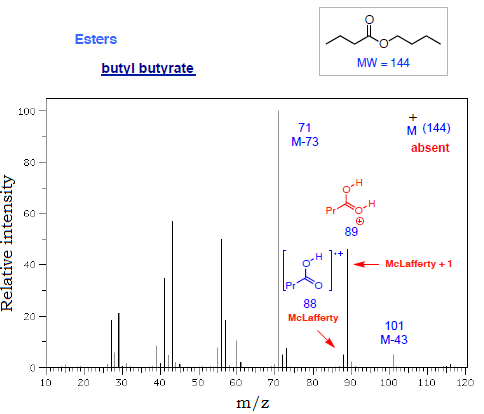 Esters
butyl butyrate
O
O
MW = 144
Relative intensity
100
80
60
40
20
0
71
M-73
+
M (144)
absent
O-H
Pr
O-H
+
89
O-H
Pr
O
·+
88
McLafferty
McLafferty + 1
101
M-43
10 20 30 40 50 60 70 80 90 100 110 120
m/z